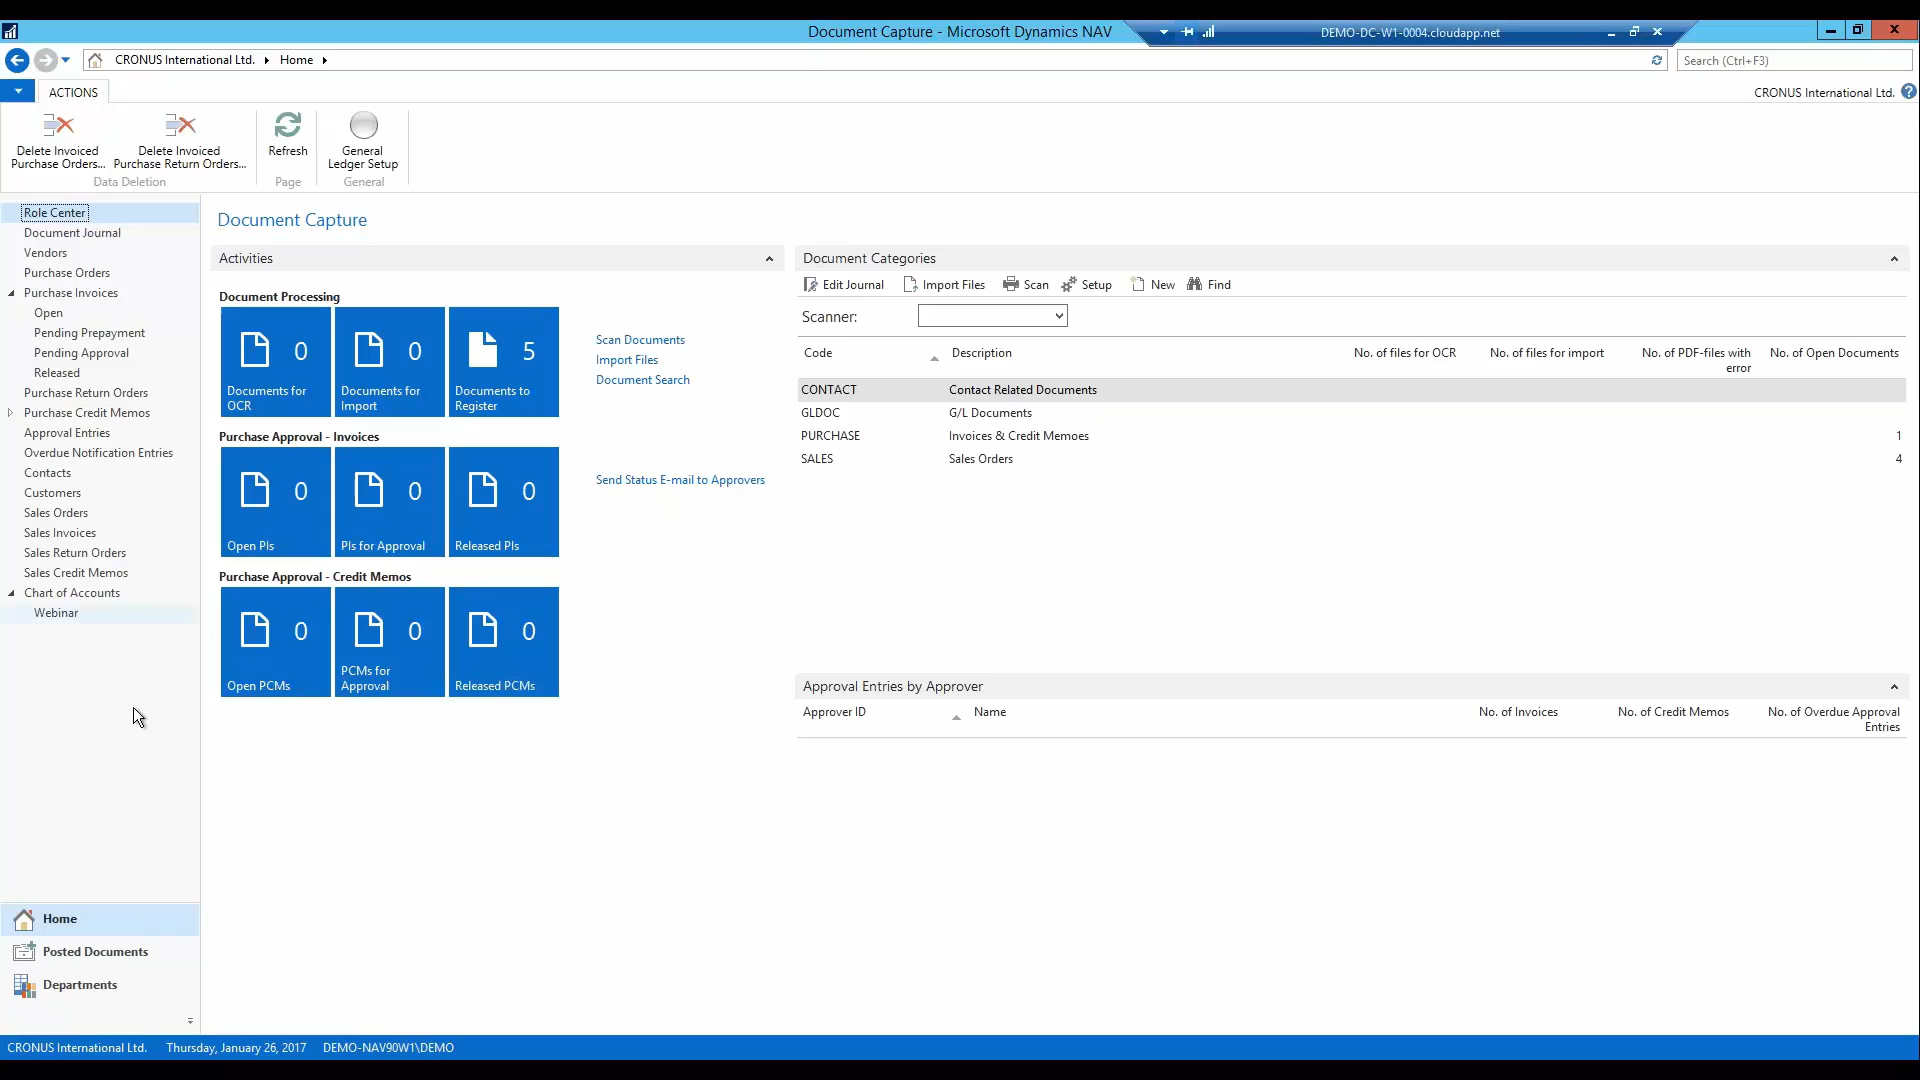 Document Capture - Microsoft Dynamics NAV
DEMO-DC-W1-0004.cloudapp.net
CRONUS International Ltd. Home
Search (Ctrl+F3)
ACTIONS
CRONUS International Ltd.
Delete Invoiced
Purchase Orders...
Delete Invoiced
Purchase Return Orders...
Data Deletion
Refresh
Page
General
Ledger Setup
General
Role Center
Document Journal
Vendors
Purchase Orders
Purchase Invoices
Open
Pending Prepayment
Pending Approval
Released
Purchase Return Orders
Purchase Credit Memos
Approval Entries
Overdue Notification Entries
Contacts
Customers
Sales Orders
Sales Invoices
Sales Return Orders
Sales Credit Memos
Chart of Accounts
Webinar
Home
Posted Documents
Departments
Document Capture
Activities
Document Processing
0
Documents for
OCR
0
Documents for
Import
5
Documents to
Register
Scan Documents
Import Files
Document Search
Purchase Approval - Invoices
0
Open PIs
0
PIs for Approval
0
Released PIs
Send Status E-mail to Approvers
Purchase Approval - Credit Memos
0
Open PCMs
0
PCMs for
Approval
0
Released PCMs
Document Categories
Edit Journal Import Files Scan Setup New Find
Scanner:
Code Description No. of files for OCR No. of files for import No. of PDF-files with
error No. of Open Documents
CONTACT Contact Related Documents
GLDOC G/L Documents
PURCHASE Invoices & Credit Memoes 1
SALES Sales Orders 4
Approval Entries by Approver
Approver ID Name No. of Invoices No. of Credit Memos No. of Overdue Approval
Entries
CRONUS International Ltd. Thursday, January 26, 2017 DEMO-NAV90W1\DEMO